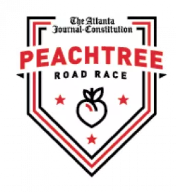 The Atlanta
Journal-Constitution
PEACHTREE
ROAD RACE